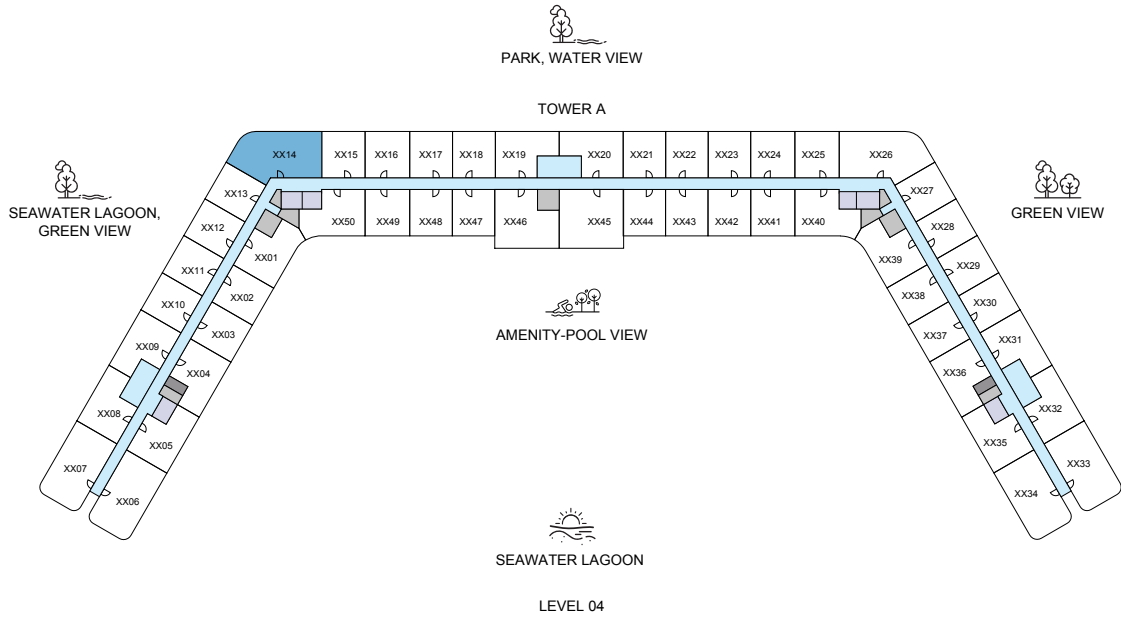 PARK, WATER VIEW
TOWER A
XX14 XX15 XX16 XX17 XX18 XX19 XX20 XX21 XX22 XX23 XX24 XX25 XX26
SEAWATER LAGOON,
GREEN VIEW
GREEN VIEW
XX13 XX27
XX12 XX50 XX49 XX48 XX47 XX46 XX45 XX44 XX43 XX42 XX41 XX40 XX28
XX01 XX39
XX11 XX29
XX02 XX38
XX10 XX30
XX03 XX37
AMENITY-POOL VIEW
XX09 XX31
XX04 XX36
XX08 XX32
XX05 XX35
XX07 XX33
XX06 XX34
SEAWATER LAGOON
LEVEL 04